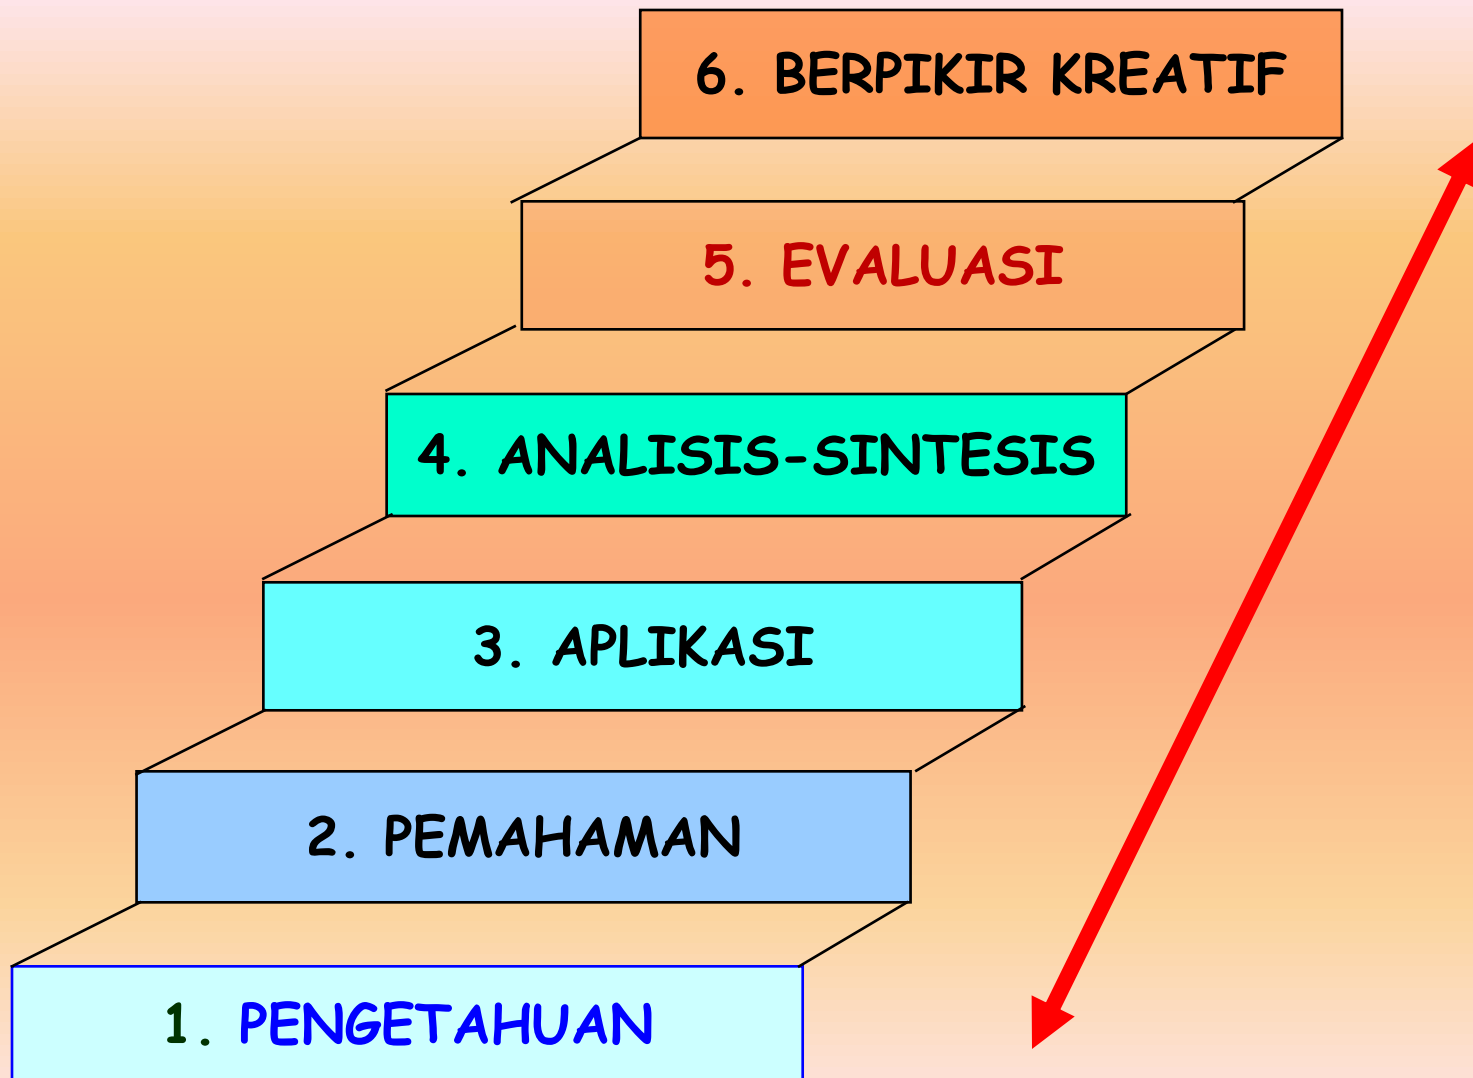 6. BERPIKIR KREATIF
5. EVALUASI
4. ANALISIS-SINTESIS
3. APLIKASI
2. PEMAHAMAN
1. PENGETAHUAN